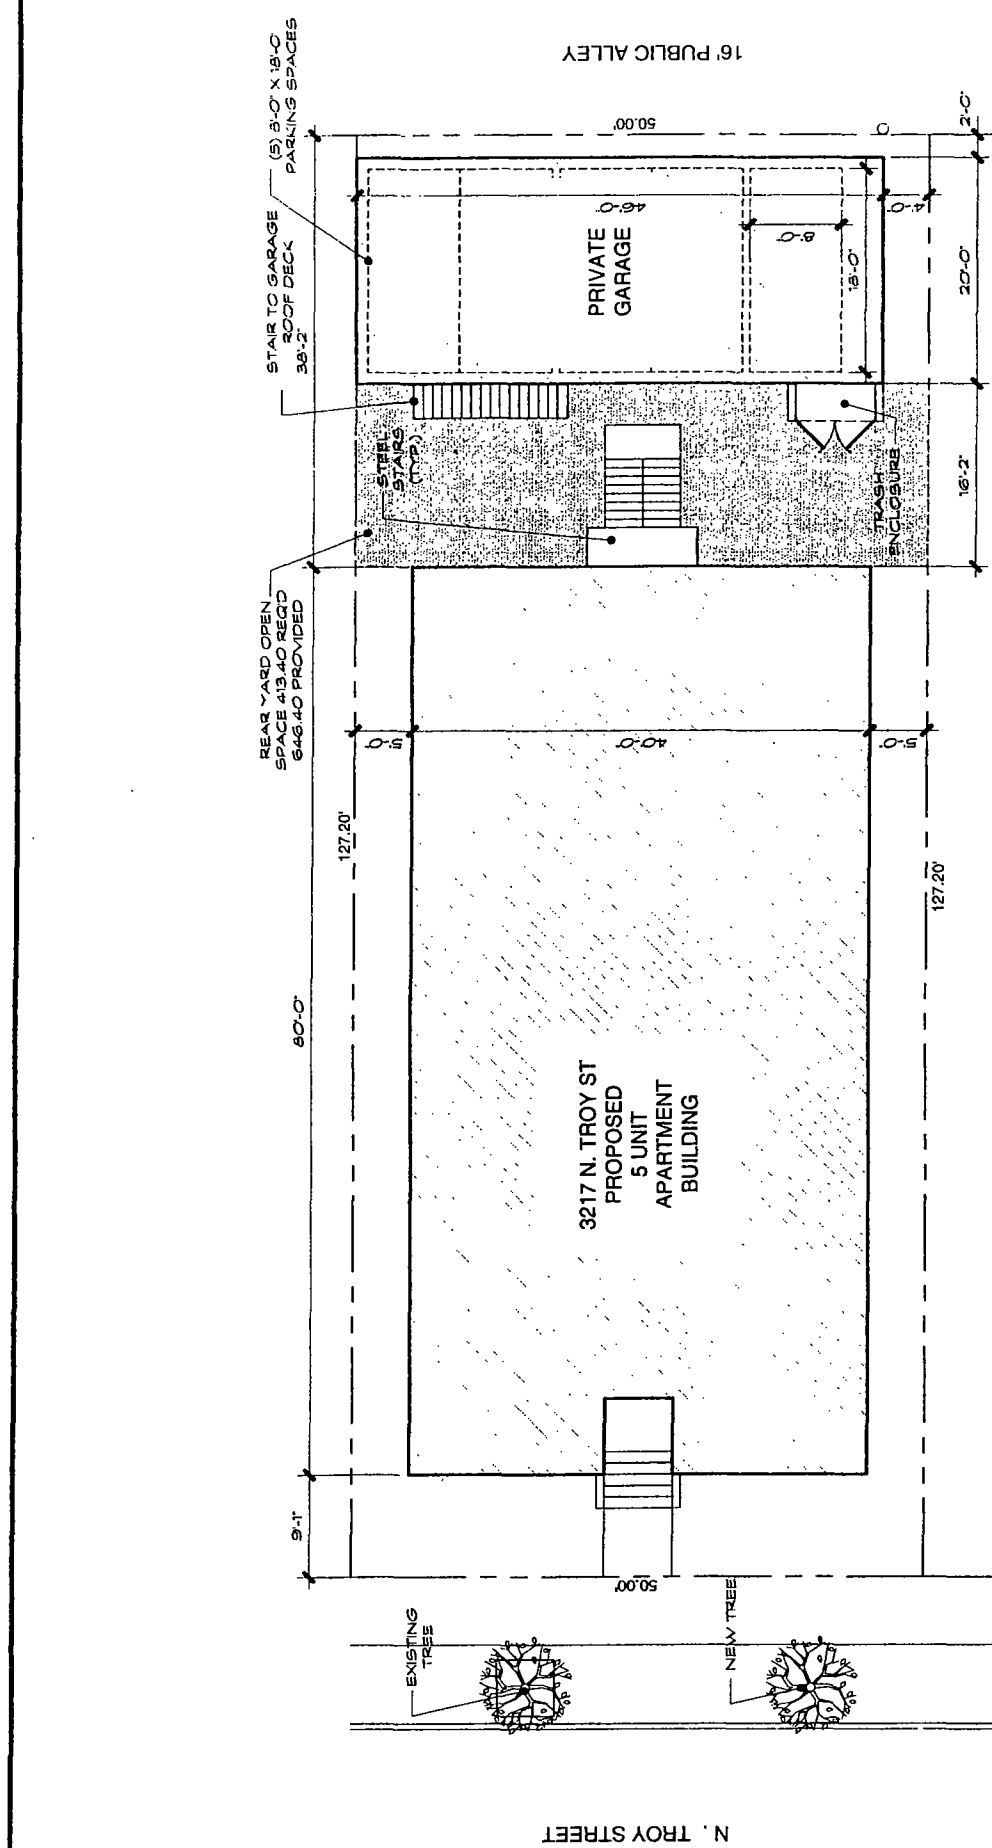 16' PUBLIC ALLEY
(5) 8'-0" X 18'-0
PARKING SPACES
STAIR TO GARAGE
ROOF DECK
38'-2"
50.00'
2'-0"
46'-0"
4'-0"
PRIVATE
GARAGE
8'-0"
18'-0"
20'-0"
STEEL
STAIRS
(TYP.)
TRASH
ENCLOSURE
16'-2"
REAR YARD OPEN
SPACE 413.40 REQ'D
646.40 PROVIDED
5'-0"
40'-0"
5'-0"
127.20'
127.20'
80'-0"
3217 N. TROY ST
PROPOSED
5 UNIT
APARTMENT
BUILDING
9'-1"
50.00'
EXISTING
TREE
NEW TREE
N . TROY STREET